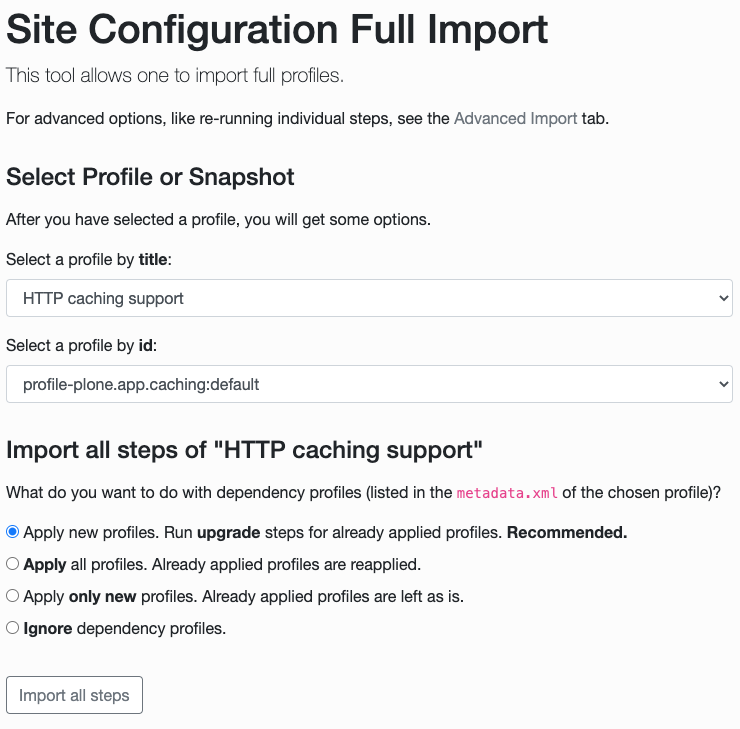 Site Configuration Full Import
This tool allows one to import full profiles.
For advanced options, like re-running individual steps, see the Advanced Import tab.
Select Profile or Snapshot
After you have selected a profile, you will get some options.
Select a profile by title:
HTTP caching support
Select a profile by id:
profile-plone.app.caching:default
Import all steps of "HTTP caching support"
What do you want to do with dependency profiles (listed in the metadata.xml of the chosen profile)?
Apply new profiles. Run upgrade steps for already applied profiles. Recommended.
Apply all profiles. Already applied profiles are reapplied.
Apply only new profiles. Already applied profiles are left as is.
Ignore dependency profiles.
Import all steps